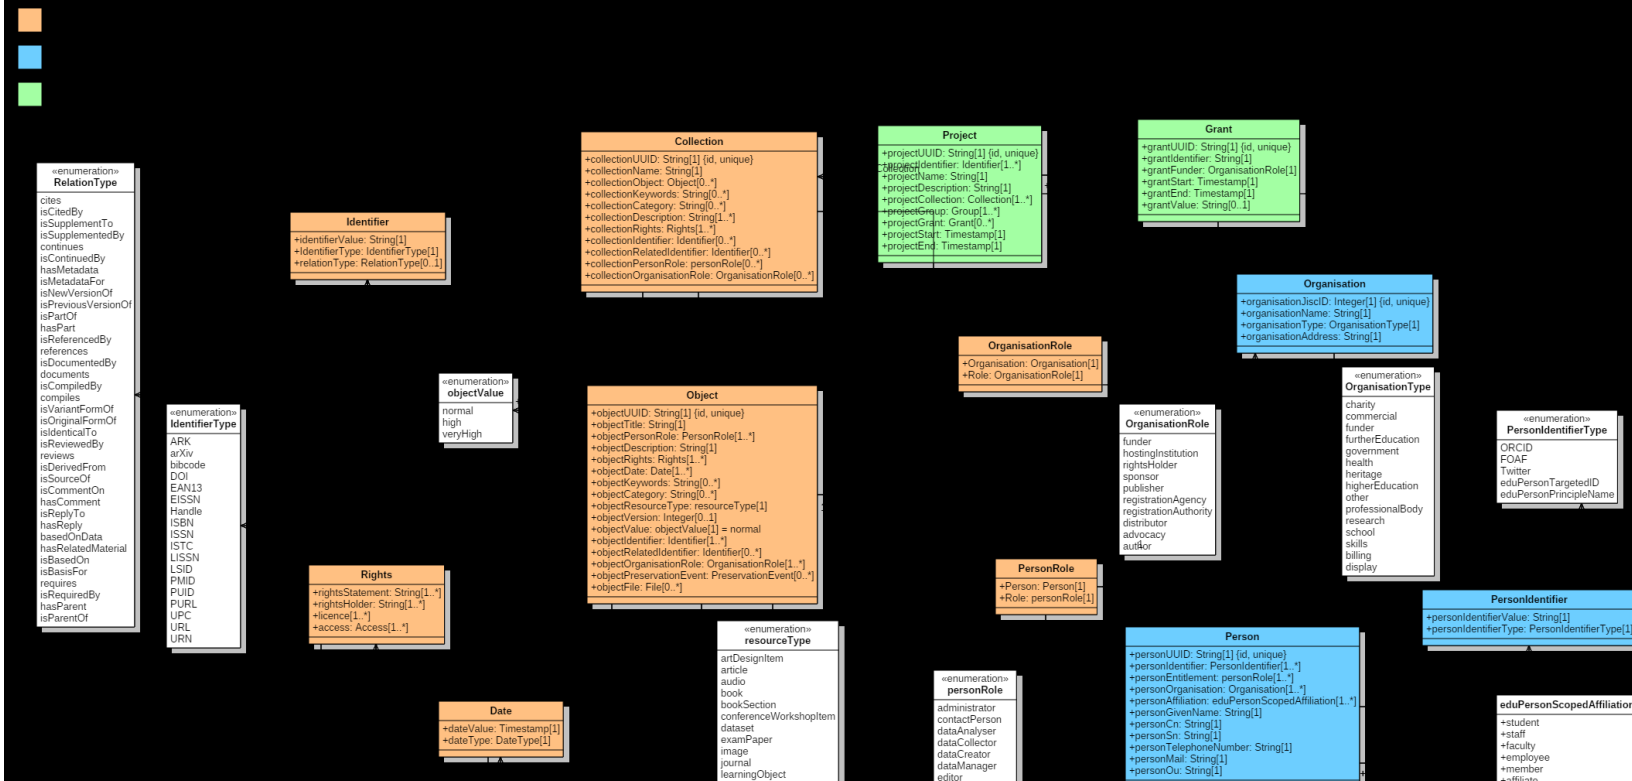 «enumeration»
RelationType
cites
isCitedBy
isSupplementTo
isSupplementedBy
continues
isContinuedBy
hasMetadata
isMetadataFor
isNewVersionOf
isPreviousVersionOf
isPartOf
hasPart
isReferencedBy
references
isDocumentedBy
documents
isCompiledBy
compiles
isVariantFormOf
isOriginalFormOf
isIdenticalTo
isReviewedBy
reviews
isDerivedFrom
isSourceOf
isCommentOn
hasComment
isReplyTo
hasReply
basedOnData
hasRelatedMaterial
isBasedOn
isBasisFor
requires
isRequiredBy
hasParent
isParentOf
«enumeration»
IdentifierType
ARK
arXiv
bibcode
DOI
EAN13
EISSN
Handle
ISBN
ISSN
ISTC
LISSN
LSID
PMID
PUID
PURL
UPC
URL
URN
Identifier
+identifierValue: String[1]
+IdentifierType: IdentifierType[1]
+relationType: RelationType[0..1]
Rights
+rightsStatement: String[1..*]
+rightsHolder: String[1..*]
+licence[1..*]
+access: Access[1..*]
«enumeration»
objectValue
normal
high
veryHigh
Date
+dateValue: Timestamp[1]
+dateType: DateType[1]
Collection
+collectionUUID: String[1] {id, unique}
+collectionName: String[1]
+collectionObject: Object[0..*]
+collectionKeywords: String[0..*]
+collectionCategory: String[0..*]
+collectionDescription: String[1..*]
+collectionRights: Rights[1..*]
+collectionIdentifier: Identifier[0..*]
+collectionRelatedIdentifier: Identifier[0..*]
+collectionPersonRole: personRole[0..*]
+collectionOrganisationRole: OrganisationRole[0..*]
Object
+objectUUID: String[1] {id, unique}
+objectTitle: String[1]
+objectPersonRole: PersonRole[1..*]
+objectDescription: String[1]
+objectRights: Rights[1..*]
+objectDate: Date[1..*]
+objectKeywords: String[0..*]
+objectCategory: String[0..*]
+objectResourceType: resourceType[1]
+objectVersion: Integer[0..1]
+objectValue: objectValue[1] = normal
+objectIdentifier: Identifier[1..*]
+objectRelatedIdentifier: Identifier[0..*]
+objectOrganisationRole: OrganisationRole[1..*]
+objectPreservationEvent: PreservationEvent[0..*]
+objectFile: File[0..*]
«enumeration»
resourceType
artDesignItem
article
audio
book
bookSection
conferenceWorkshopItem
dataset
examPaper
image
journal
learningObject
Project
+projectUUID: String[1] {id, unique}
+projectIdentifier: Identifier[1..*]
+projectName: String[1]
+projectDescription: String[1]
+projectCollection: Collection[1..*]
+projectGroup: Group[1..*]
+projectGrant: Grant[0..*]
+projectStart: Timestamp[1]
+projectEnd: Timestamp[1]
Grant
+grantUUID: String[1] {id, unique}
+grantIdentifier: String[1]
+grantFunder: OrganisationRole[1]
+grantStart: Timestamp[1]
+grantEnd: Timestamp[1]
+grantValue: String[0..1]
OrganisationRole
+Organisation: Organisation[1]
+Role: OrganisationRole[1]
Organisation
+organisationJiscID: Integer[1] {id, unique}
+organisationName: String[1]
+organisationType: OrganisationType[1]
+organisationAddress: String[1]
«enumeration»
OrganisationRole
funder
hostingInstitution
rightsHolder
sponsor
publisher
registrationAgency
registrationAuthority
distributor
advocacy
author
«enumeration»
OrganisationType
charity
commercial
funder
furtherEducation
government
health
heritage
higherEducation
other
professionalBody
research
school
skills
billing
display
«enumeration»
PersonIdentifierType
ORCID
FOAF
Twitter
eduPersonTargetedID
eduPersonPrincipleName
PersonRole
+Person: Person[1]
+Role: personRole[1]
«enumeration»
personRole
administrator
contactPerson
dataAnalyser
dataCollector
dataCreator
dataManager
editor
Person
+personUUID: String[1] {id, unique}
+personIdentifier: PersonIdentifier[1..*]
+personEntitlement: personRole[1..*]
+personOrganisation: Organisation[1..*]
+personAffiliation: eduPersonScopedAffiliation[1..*]
+personGivenName: String[1]
+personCn: String[1]
+personSn: String[1]
+personTelephoneNumber: String[1]
+personMail: String[1]
+personOu: String[1]
PersonIdentifier
+personIdentifierValue: String[1]
+personIdentifierType: PersonIdentifierType[1]
eduPersonScopedAffiliation
+student
+staff
+faculty
+employee
+member
+affiliate